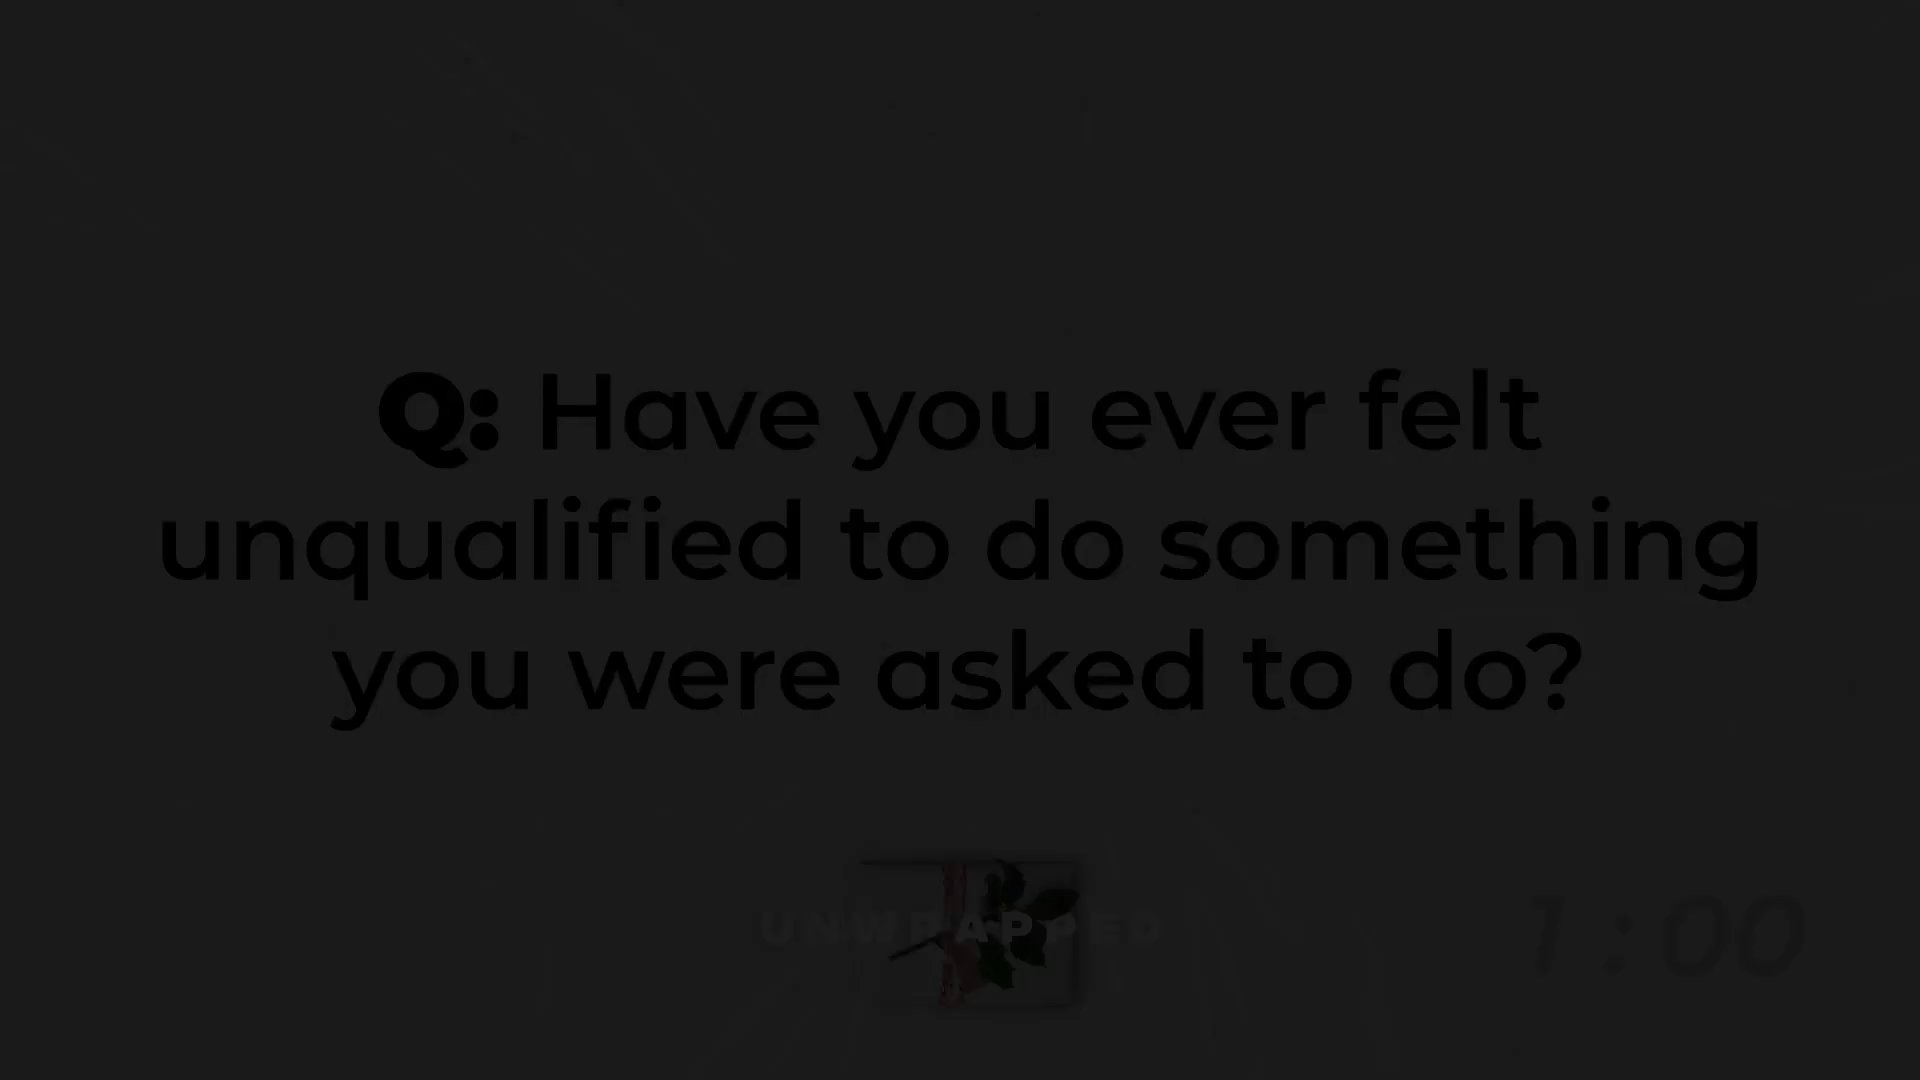 Q: Have you ever felt
unqualified to do something
you were asked to do?
UNWRAPPED
1:00